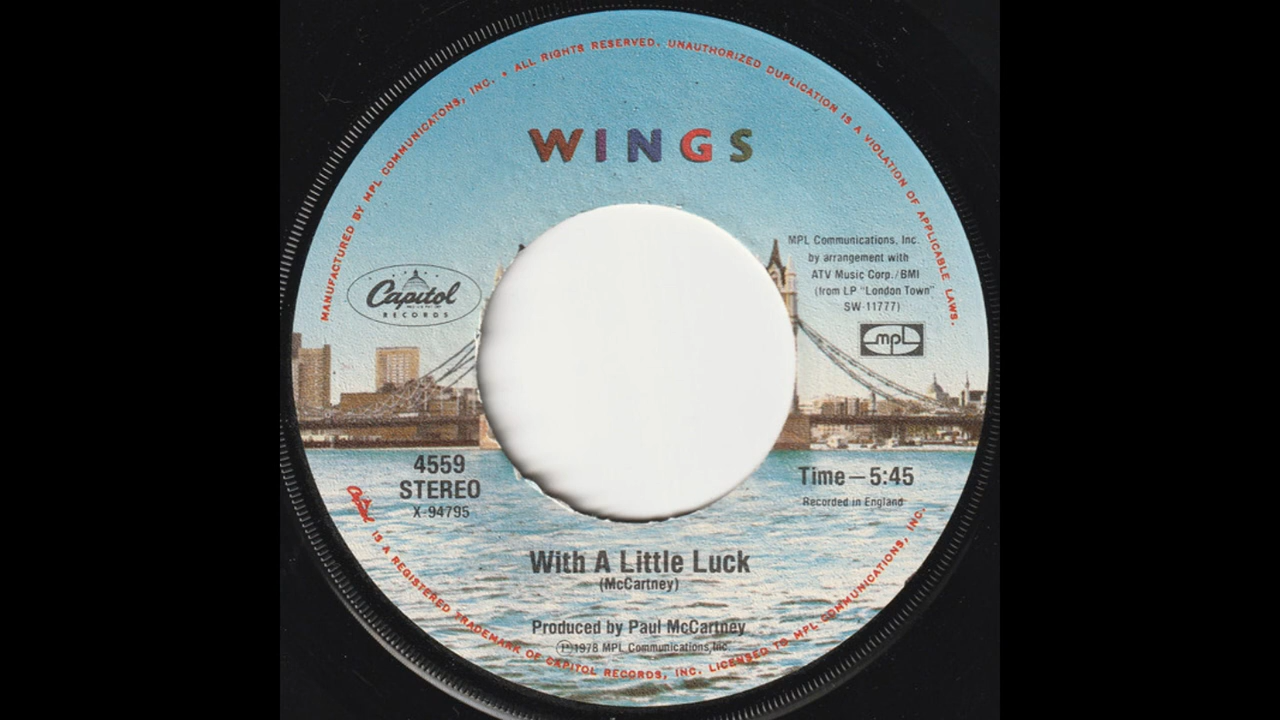 MANUFACTURED BY MPL COMMUNICATONS, INC. • ALL RIGHTS RESERVED. UNAUTHORIZED DUPLICATION IS A VIOLATION OF APPLICABLE LAWS.
WINGS
Capitol
RECORDS
MPL Communications, Inc.
by arrangement with
ATV Music Corp./BMI
(from LP "London Town"
SW-11777)
MPL
4559
STEREO
X-94795
Time—5:45
Recorded in England
With A Little Luck
(McCartney)
Produced by Paul McCartney
Ⓟ1978 MPL Communications, Inc.
Capitol IS A REGISTERED TRADEMARK OF CAPITOL RECORDS, INC. LICENSED TO MPL COMMUNICATIONS, INC.